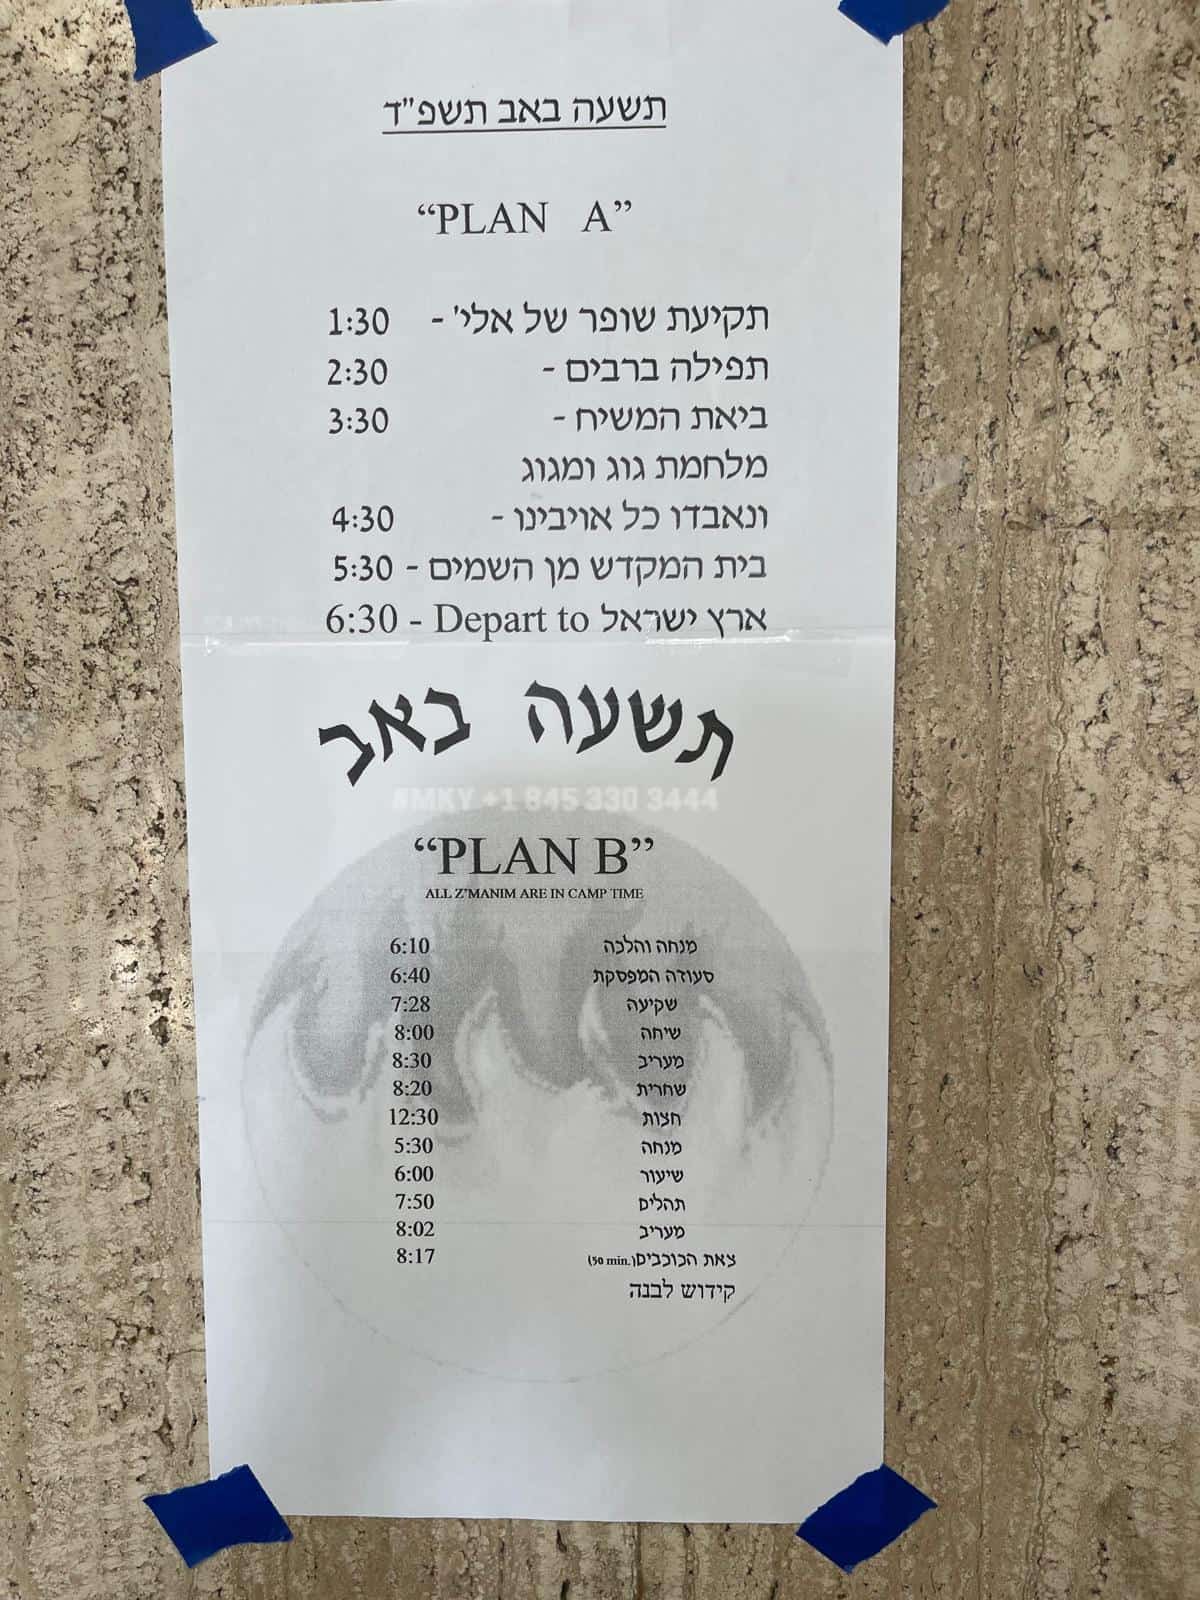 תשעה באב תשפ"ד
“PLAN A”
תקיעת שופר של אלי' - 1:30
תפילה ברבים - 2:30
ביאת המשיח - 3:30
מלחמת גוג ומגוג
ונאבדו כל אויבינו - 4:30
בית המקדש מן השמים - 5:30
ארץ ישראל Depart to - 6:30
תשעה באב
#MKY +1 845 330 3444
“PLAN B”
ALL Z'MANIM ARE IN CAMP TIME
מנחה והלכה 6:10
סעודה המפסקת 6:40
שקיעה 7:28
שיחה 8:00
מעריב 8:30
שחרית 8:20
חצות 12:30
מנחה 5:30
שיעור 6:00
תהלים 7:50
מעריב 8:02
צאת הכוכבים(50 min.) 8:17
קידוש לבנה